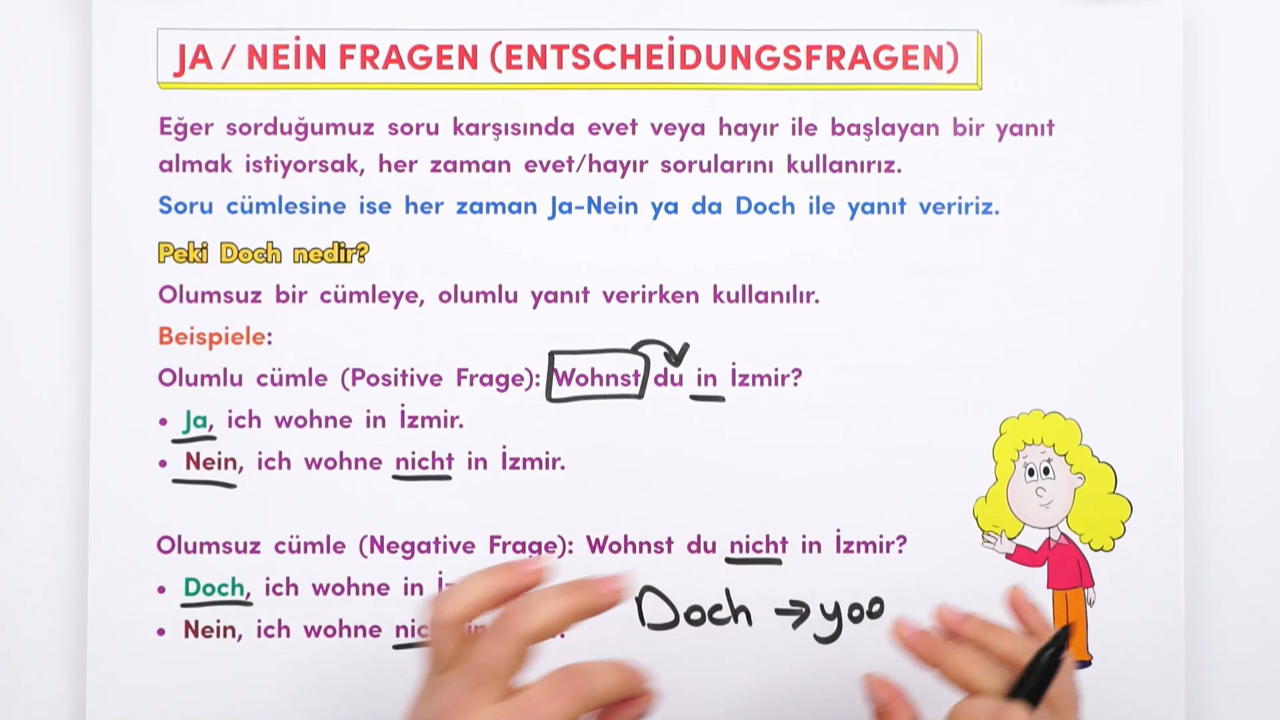 JA / NEİN FRAGEN (ENTSCHEİDUNGSFRAGEN)
Eğer sorduğumuz soru karşısında evet veya hayır ile başlayan bir yanıt
almak istiyorsak, her zaman evet/hayır sorularını kullanırız.
Soru cümlesine ise her zaman Ja-Nein ya da Doch ile yanıt veririz.
Peki Doch nedir?
Olumsuz bir cümleye, olumlu yanıt verirken kullanılır.
Beispiele:
Olumlu cümle (Positive Frage): Wohnst du in İzmir?
• Ja, ich wohne in İzmir.
• Nein, ich wohne nicht in İzmir.
Olumsuz cümle (Negative Frage): Wohnst du nicht in İzmir?
• Doch, ich wohne in
Doch → yoo
• Nein, ich wohne